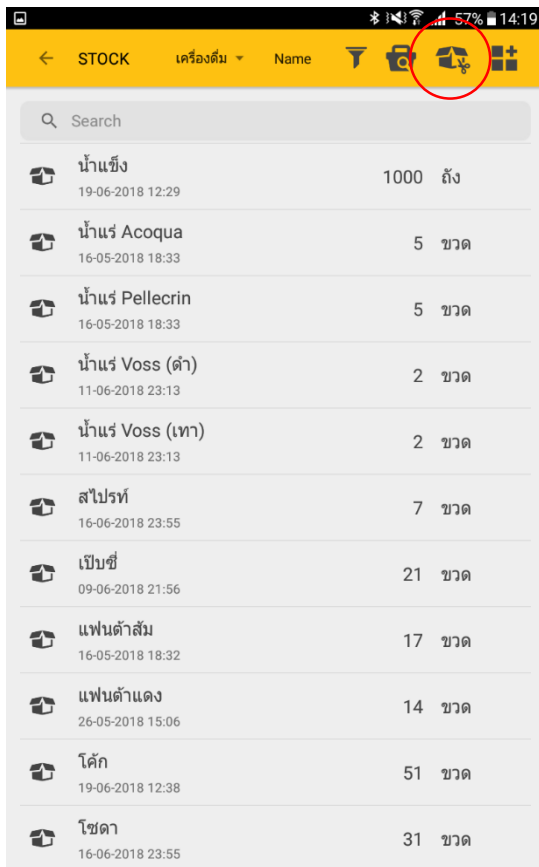 57% 14:19
STOCK เครื่องดื่ม Name
Search
น้ำแข็ง
1000 ถัง
19-06-2018 12:29
น้ำแร่ Acoqua
5 ขวด
16-05-2018 18:33
น้ำแร่ Pellecrin
5 ขวด
16-05-2018 18:33
น้ำแร่ Voss (ดำ)
2 ขวด
11-06-2018 23:13
น้ำแร่ Voss (เทา)
2 ขวด
11-06-2018 23:13
สไปรท์
7 ขวด
16-06-2018 23:55
เป๊บซี่
21 ขวด
09-06-2018 21:56
แฟนต้าส้ม
17 ขวด
16-05-2018 18:32
แฟนต้าแดง
14 ขวด
26-05-2018 15:06
โค้ก
51 ขวด
19-06-2018 12:38
โซดา
31 ขวด
16-06-2018 23:55